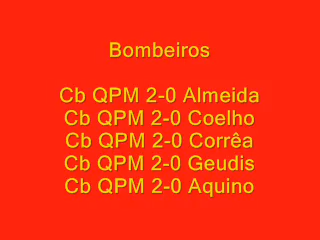 Bombeiros
Cb QPM 2-0 Almeida
Cb QPM 2-0 Coelho
Cb QPM 2-0 Corrêa
Cb QPM 2-0 Geudis
Cb QPM 2-0 Aquino